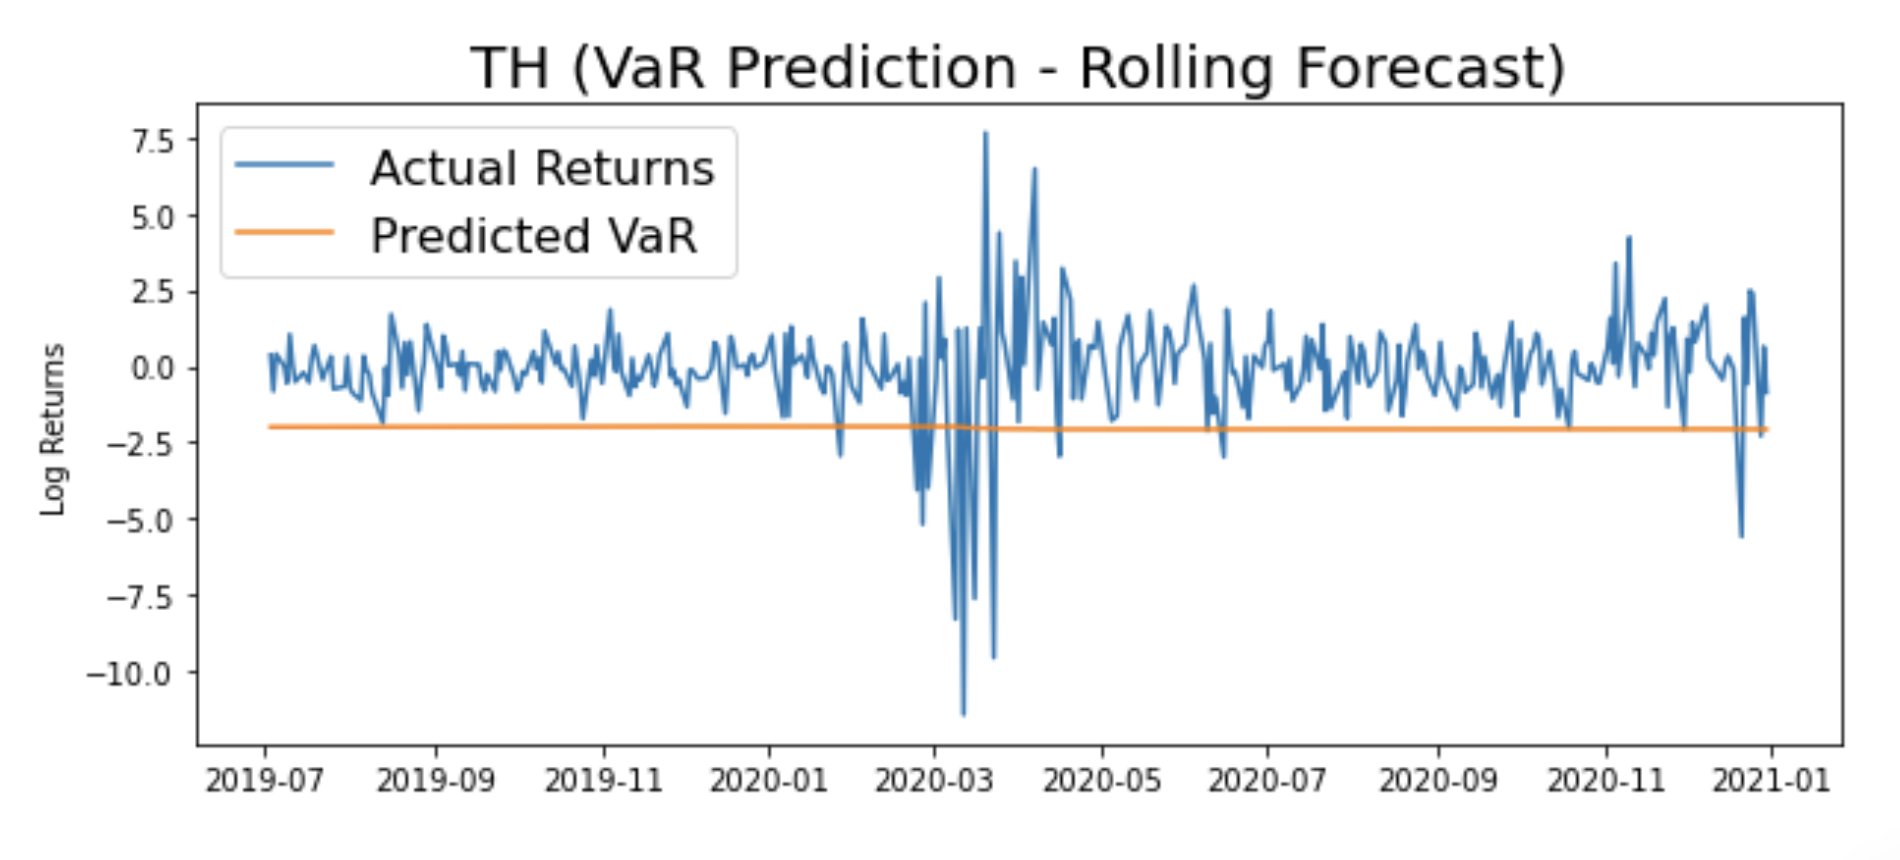 TH (VaR Prediction - Rolling Forecast)
Actual Returns
Predicted VaR
Log Returns
7.5
5.0
2.5
0.0
−2.5
−5.0
−7.5
−10.0
2019-07 2019-09 2019-11 2020-01 2020-03 2020-05 2020-07 2020-09 2020-11 2021-01